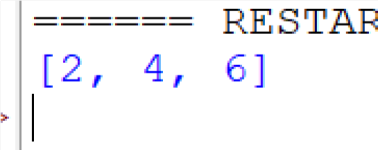 ====== RESTAR
[2, 4, 6]
>